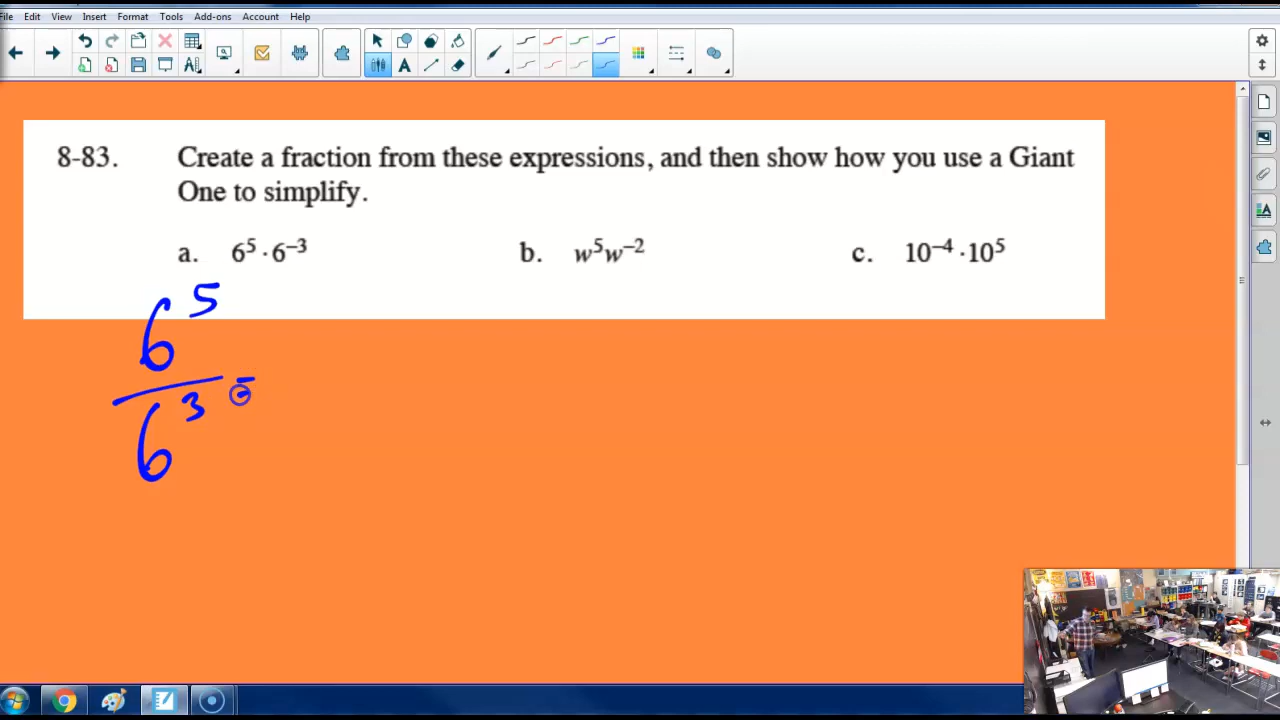 File Edit View Insert Format Tools Add-ons Account Help
8-83. Create a fraction from these expressions, and then show how you use a Giant
One to simplify.
a. 6⁵ · 6⁻³ b. w⁵w⁻² c. 10⁻⁴ · 10⁵
6⁵
6³ =